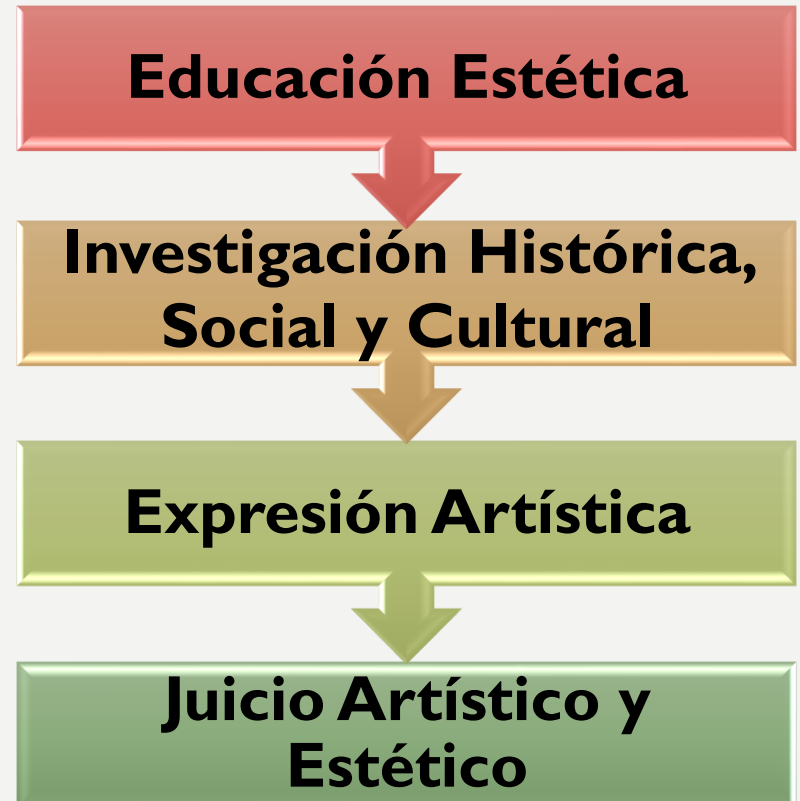 Educación Estética
Investigación Histórica,
Social y Cultural
Expresión Artística
Juicio Artístico y
Estético